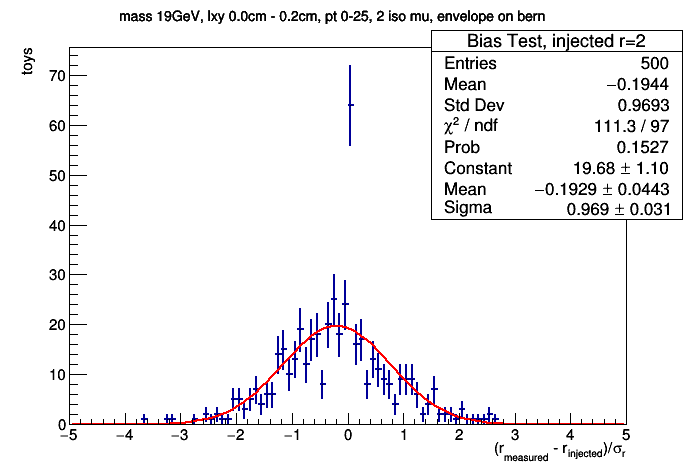 mass 19GeV, lxy 0.0cm - 0.2cm, pt 0-25, 2 iso mu, envelope on bern
Bias Test, injected r=2
Entries 500
Mean −0.1944
Std Dev 0.9693
χ² / ndf 111.3 / 97
Prob 0.1527
Constant 19.68 ± 1.10
Mean −0.1929 ± 0.0443
Sigma 0.969 ± 0.031
toys
70
60
50
40
30
20
10
0
−5 −4 −3 −2 −1 0 1 2 3 4 5
(r_measured - r_injected)/σ_r